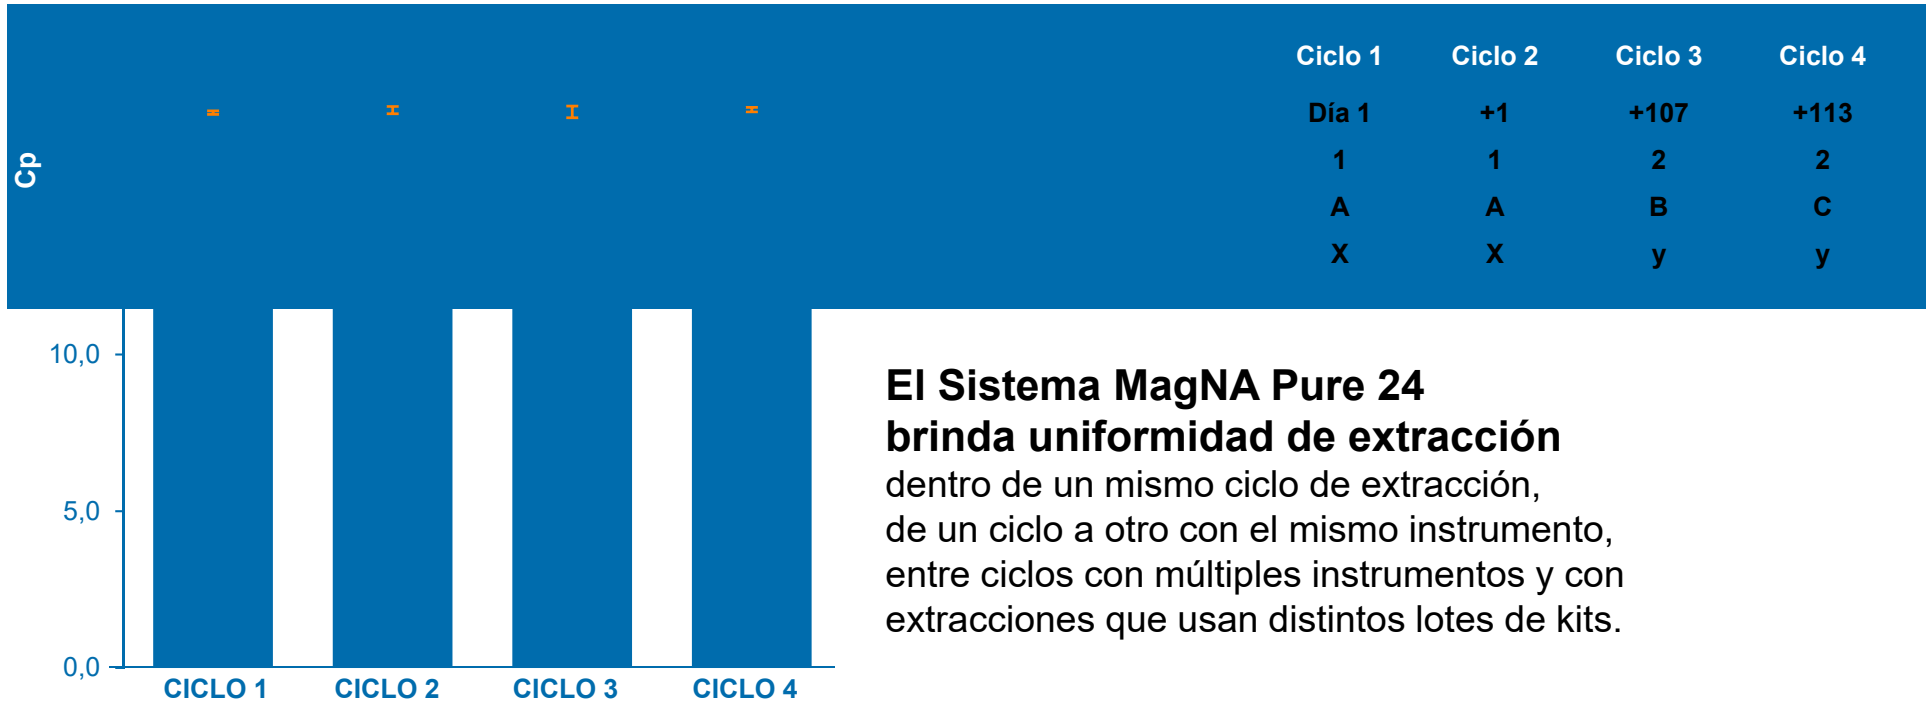 Cp
Ciclo 1 Ciclo 2 Ciclo 3 Ciclo 4
Día 1 +1 +107 +113
1 1 2 2
A A B C
X X y y
10,0
5,0
0,0
CICLO 1 CICLO 2 CICLO 3 CICLO 4
El Sistema MagNA Pure 24
brinda uniformidad de extracción
dentro de un mismo ciclo de extracción,
de un ciclo a otro con el mismo instrumento,
entre ciclos con múltiples instrumentos y con
extracciones que usan distintos lotes de kits.